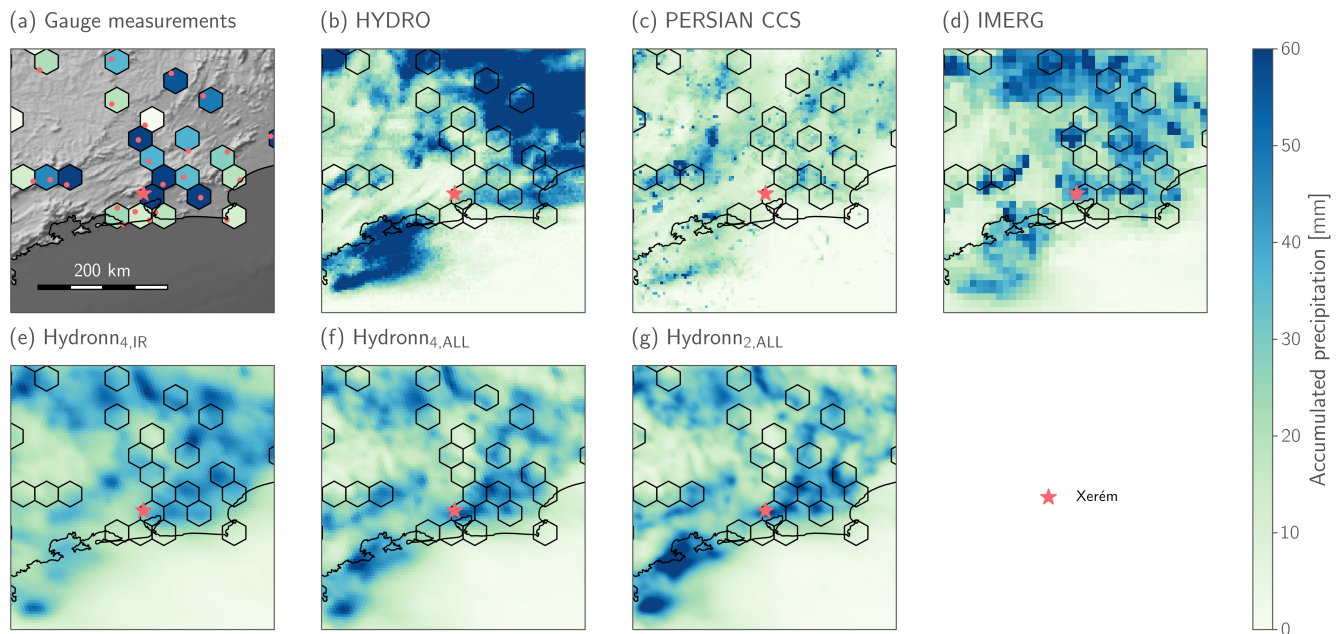 (a) Gauge measurements
(b) HYDRO
(c) PERSIAN CCS
(d) IMERG
200 km
(e) Hydronn4,IR
(f) Hydronn4,ALL
(g) Hydronn2,ALL
Xerém
60
50
40
30
20
10
0
Accumulated precipitation [mm]